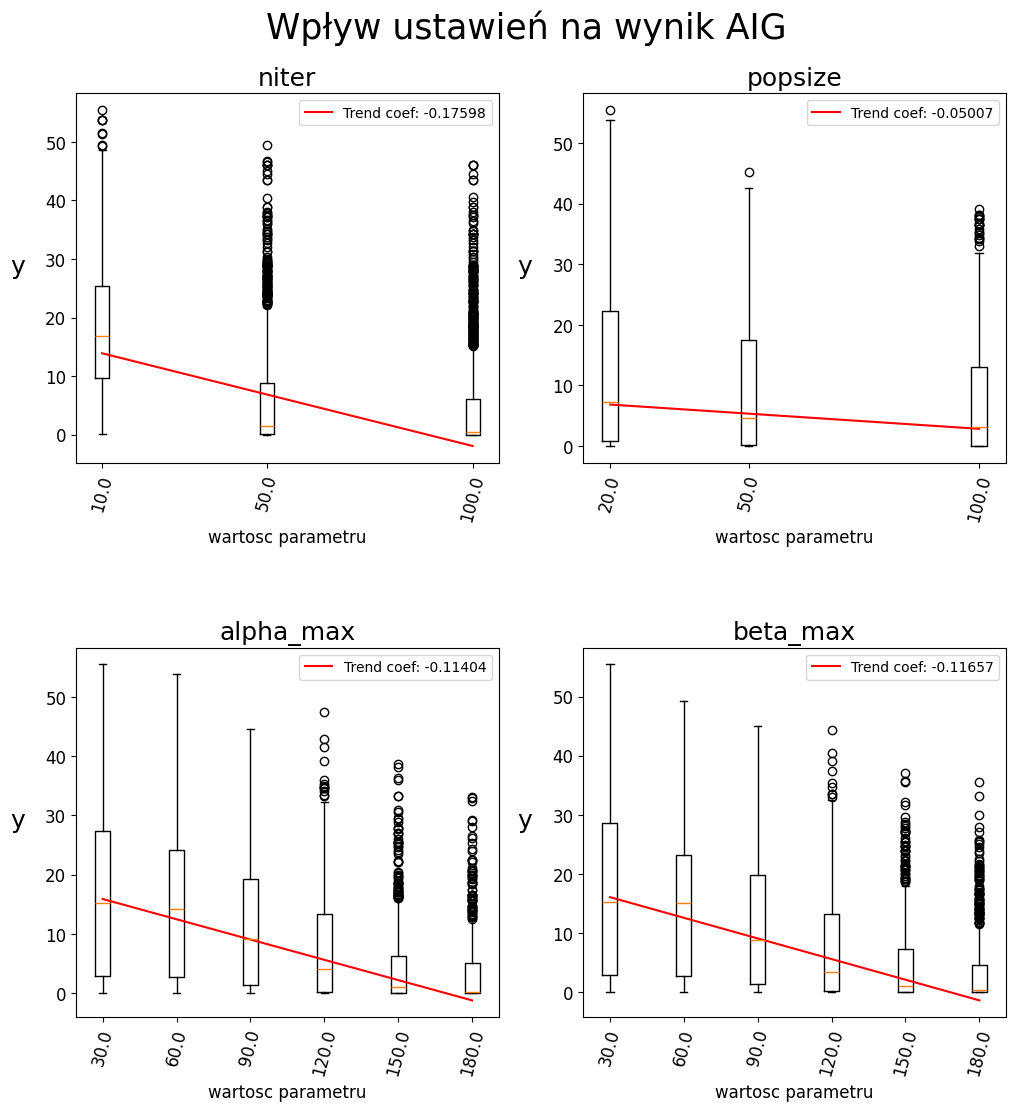 Wpływ ustawień na wynik AIG
niter
Trend coef: -0.17598
50
40
30
20
10
0
y
10.0
50.0
100.0
wartosc parametru
popsize
Trend coef: -0.05007
50
40
30
20
10
0
y
20.0
50.0
100.0
wartosc parametru
alpha_max
Trend coef: -0.11404
50
40
30
20
10
0
y
30.0
60.0
90.0
120.0
150.0
180.0
wartosc parametru
beta_max
Trend coef: -0.11657
50
40
30
20
10
0
y
30.0
60.0
90.0
120.0
150.0
180.0
wartosc parametru